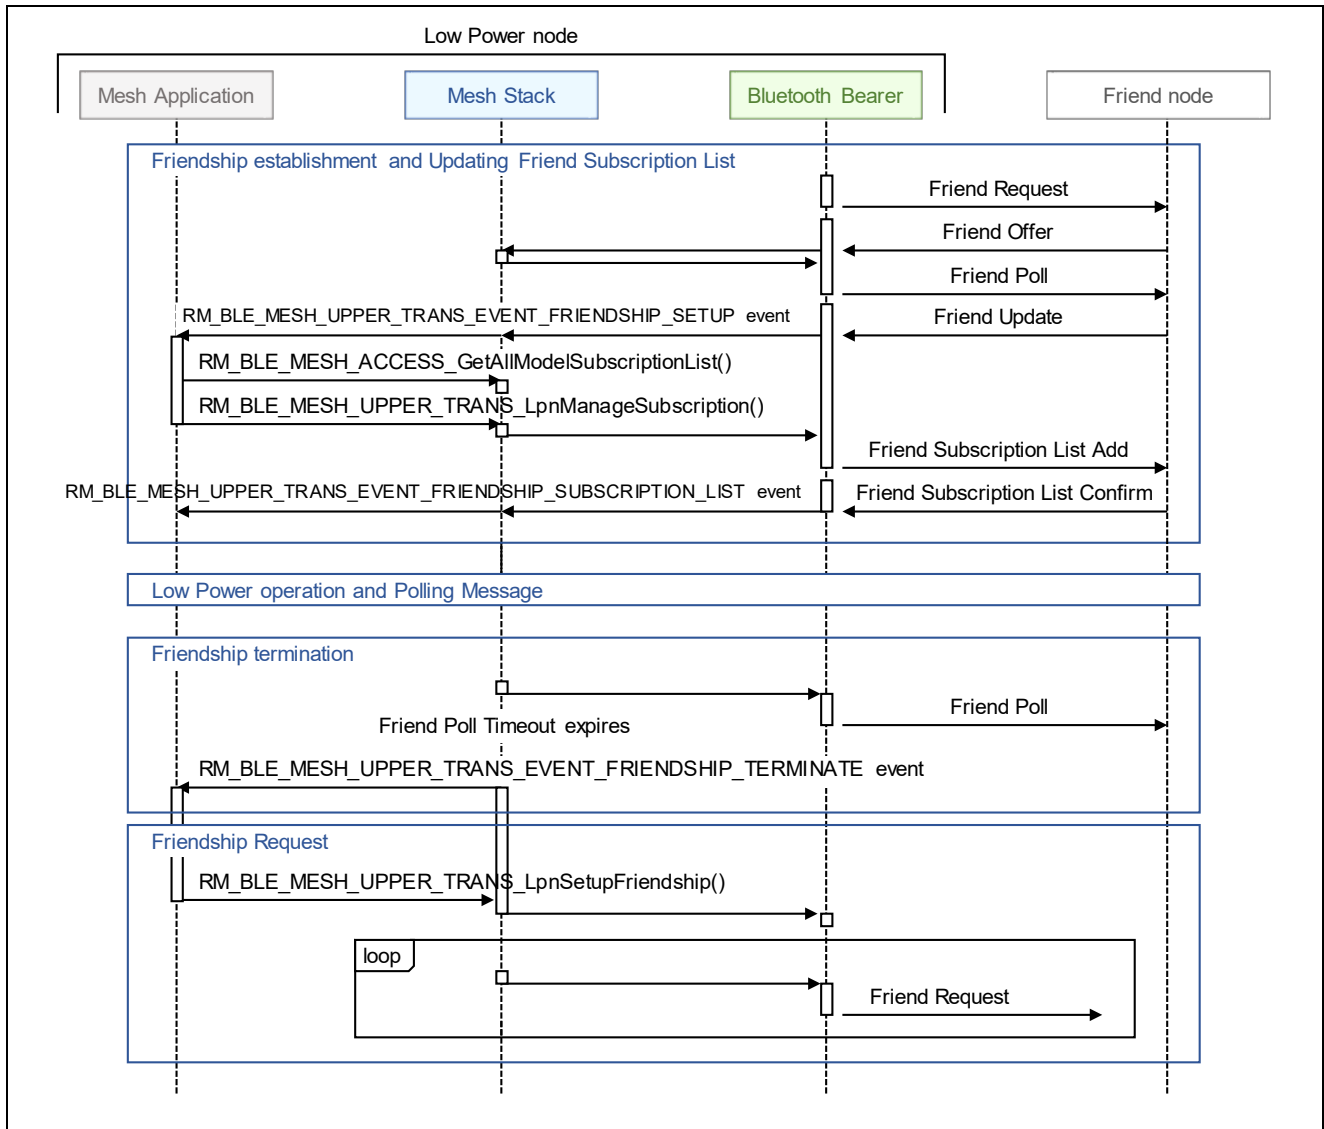 Low Power node
Mesh Application
Mesh Stack
Bluetooth Bearer
Friend node
Friendship establishment and Updating Friend Subscription List
Friend Request
Friend Offer
Friend Poll
RM_BLE_MESH_UPPER_TRANS_EVENT_FRIENDSHIP_SETUP event
Friend Update
RM_BLE_MESH_ACCESS_GetAllModelSubscriptionList()
RM_BLE_MESH_UPPER_TRANS_LpnManageSubscription()
Friend Subscription List Add
RM_BLE_MESH_UPPER_TRANS_EVENT_FRIENDSHIP_SUBSCRIPTION_LIST event
Friend Subscription List Confirm
Low Power operation and Polling Message
Friendship termination
Friend Poll
Friend Poll Timeout expires
RM_BLE_MESH_UPPER_TRANS_EVENT_FRIENDSHIP_TERMINATE event
Friendship Request
RM_BLE_MESH_UPPER_TRANS_LpnSetupFriendship()
loop
Friend Request